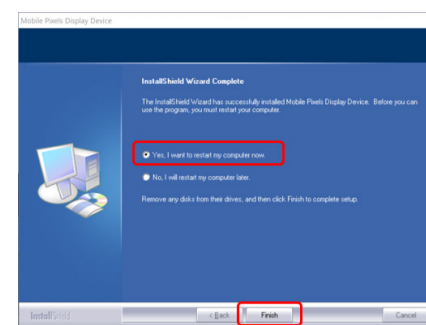 Mobile Pixels Display Device
InstallShield Wizard Complete
The InstallShield Wizard has successfully installed Mobile Pixels Display Device.  Before you can
use the program, you must restart your computer.
Yes, I want to restart my computer now.
No, I will restart my computer later.
Remove any disks from their drives, and then click Finish to complete setup.
InstallShield
< Back
Finish
Cancel